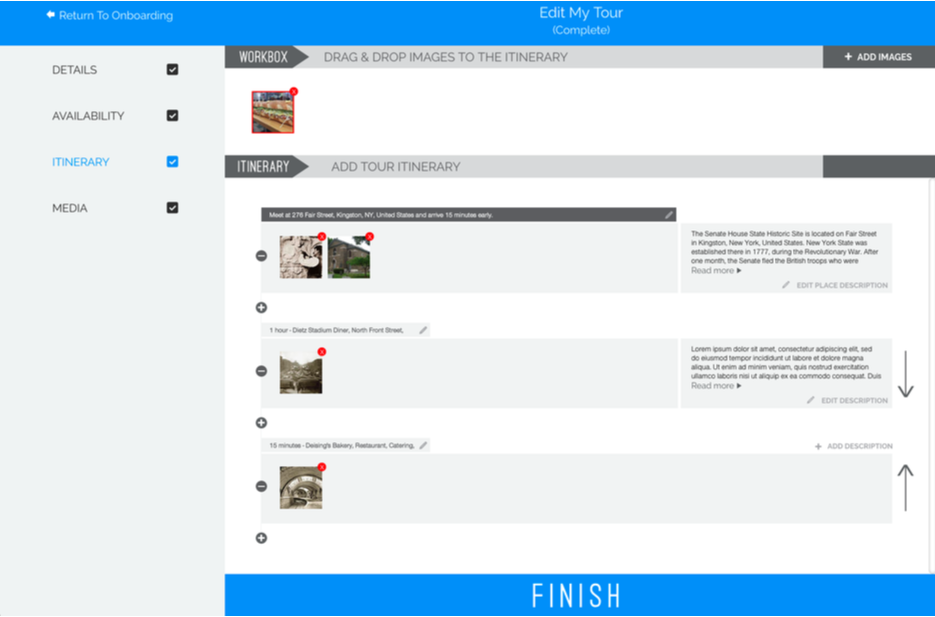 Return To Onboarding
Edit My Tour
(Complete)
DETAILS
AVAILABILITY
ITINERARY
MEDIA
WORKBOX
DRAG & DROP IMAGES TO THE ITINERARY
+ ADD IMAGES
ITINERARY
ADD TOUR ITINERARY
Meet at 276 Fair Street, Kingston, NY, United States and arrive 15 minutes early.
The Senate House State Historic Site is located on Fair Street
in Kingston, New York, United States. New York State was
established there in 1777, during the Revolutionary War. After
one month, the Senate fled the British troops who were
Read more
EDIT PLACE DESCRIPTION
1 hour - Dietz Stadium Diner, North Front Street,
Lorem ipsum dolor sit amet, consectetur adipiscing elit, sed
do eiusmod tempor incididunt ut labore et dolore magna
aliqua. Ut enim ad minim veniam, quis nostrud exercitation
ullamco laboris nisi ut aliquip ex ea commodo consequat. Duis
Read more
EDIT DESCRIPTION
15 minutes - Deising's Bakery, Restaurant, Catering,
+ ADD DESCRIPTION
FINISH